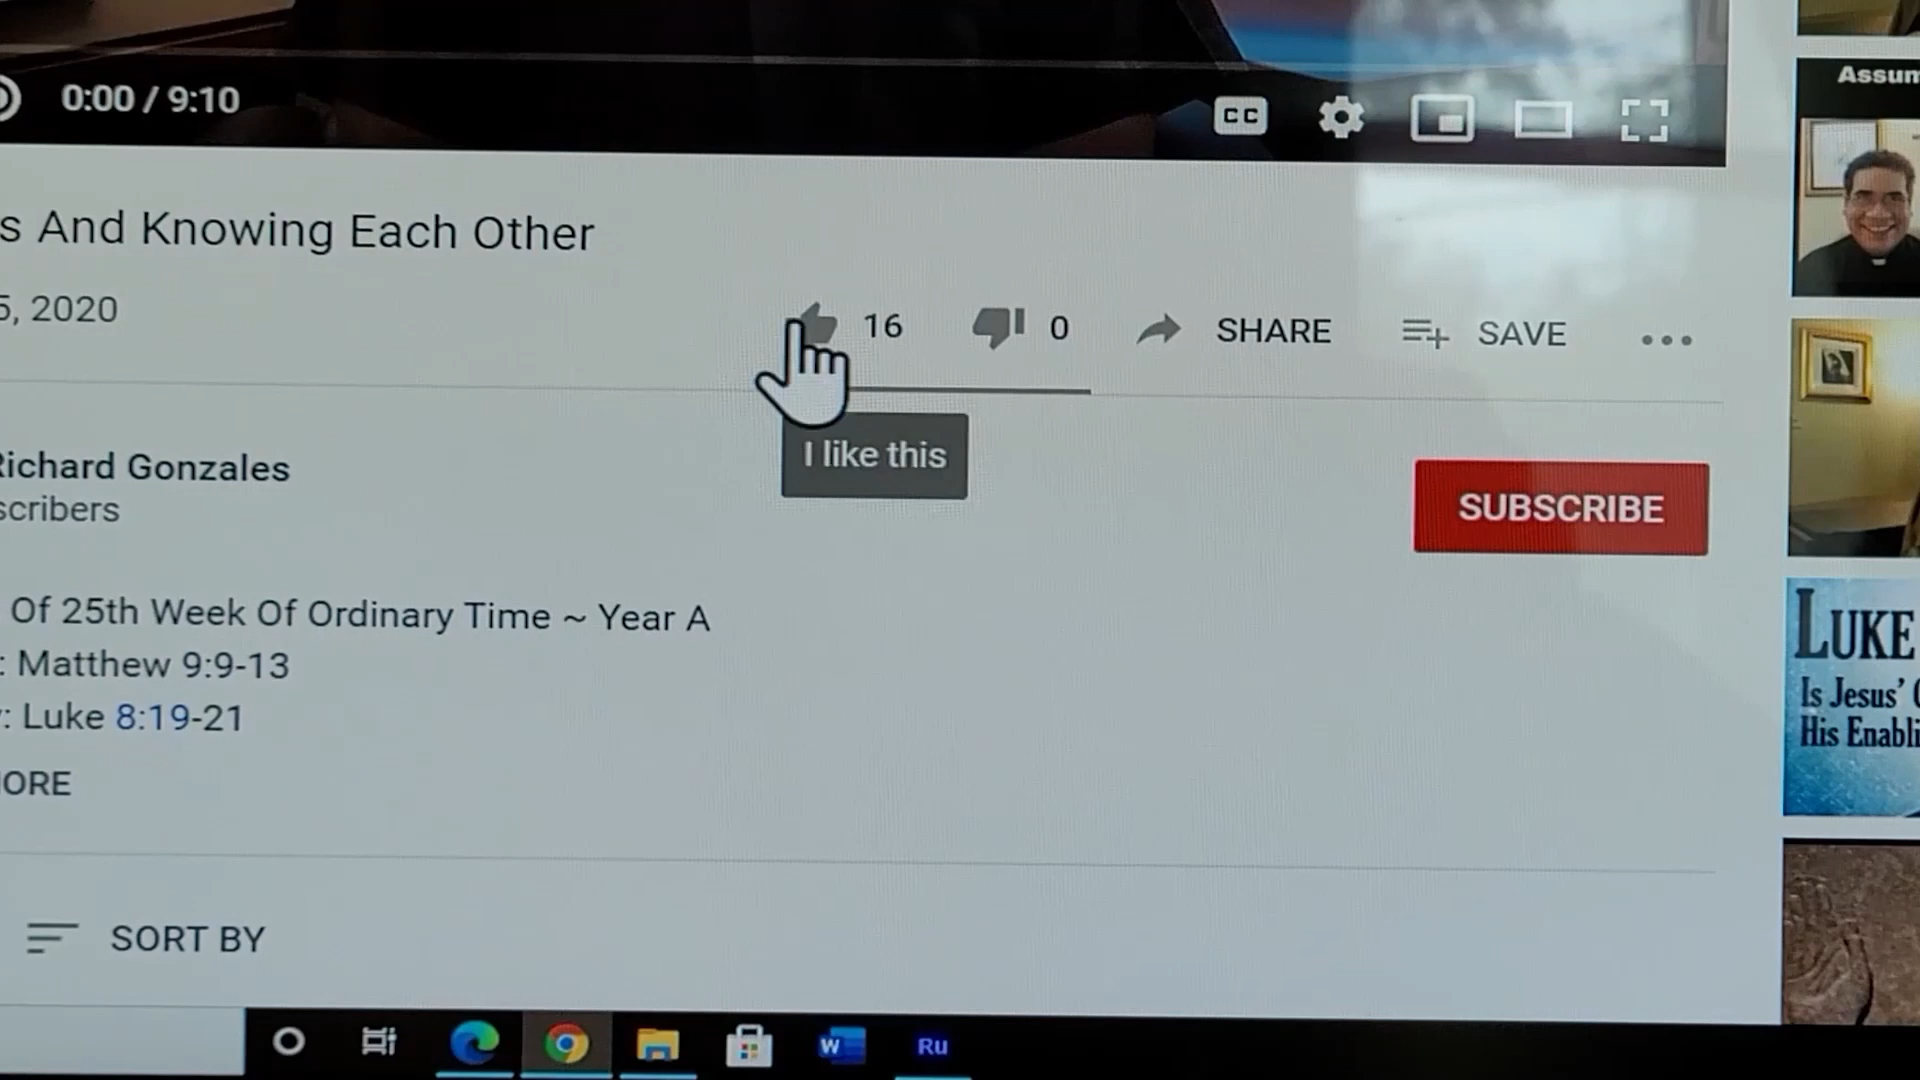 0:00 / 9:10
CC
Assum
s And Knowing Each Other
5, 2020
16
0
SHARE
SAVE
I like this
Richard Gonzales
scribers
SUBSCRIBE
Of 25th Week Of Ordinary Time ~ Year A
: Matthew 9:9-13
: Luke 8:19-21
LUKE
Is Jesus'
His Enabli
ORE
SORT BY
W
Ru